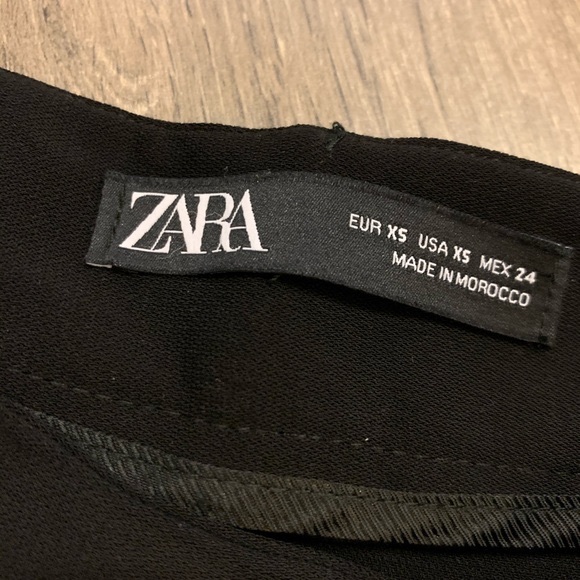 ZARA
EUR XS USA XS MEX 24
MADE IN MOROCCO